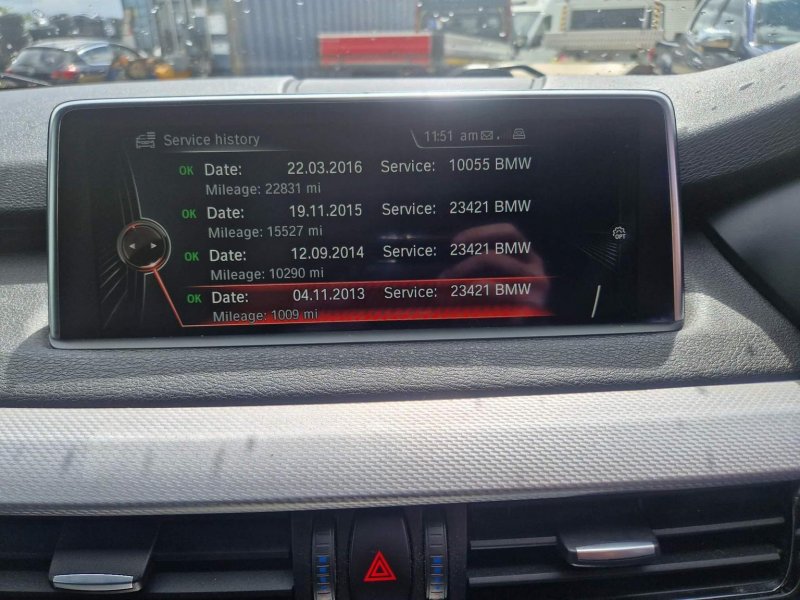 Service history
11:51 am
OK Date: 22.03.2016 Service: 10055 BMW
Mileage: 22831 mi
OK Date: 19.11.2015 Service: 23421 BMW
Mileage: 15527 mi
OK Date: 12.09.2014 Service: 23421 BMW
Mileage: 10290 mi
OK Date: 04.11.2013 Service: 23421 BMW
Mileage: 1009 mi
OPT